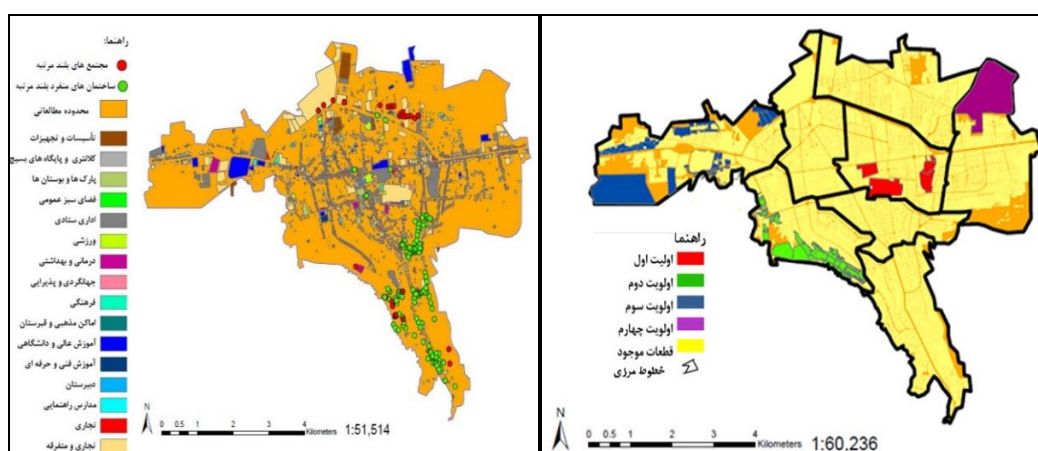 راهنما:
مجتمع های بلند مرتبه
ساختمان های منفرد بلند مرتبه
محدوده مطالعاتی
تأسیسات و تجهیزات
کلانتری و پایگاه های بسیج
پارک ها و بوستان ها
فضای سبز عمومی
اداری ستادی
ورزشی
درمانی و بهداشتی
جهانگردی و پذیرایی
فرهنگی
اماکن مذهبی و قبرستان
آموزش عالی و دانشگاهی
آموزش فنی و حرفه ای
دبیرستان
مدارس راهنمایی
تجاری
تجاری و متفرقه
N
0 0.5 1 2 3 4
Kilometers
1:51,514
راهنما
اولیت اول
اولویت دوم
اولویت سوم
اولویت چهارم
قطعات موجود
خطوط مرزی
N
0 0.5 1 2 3 4
Kilometers
1:60.236